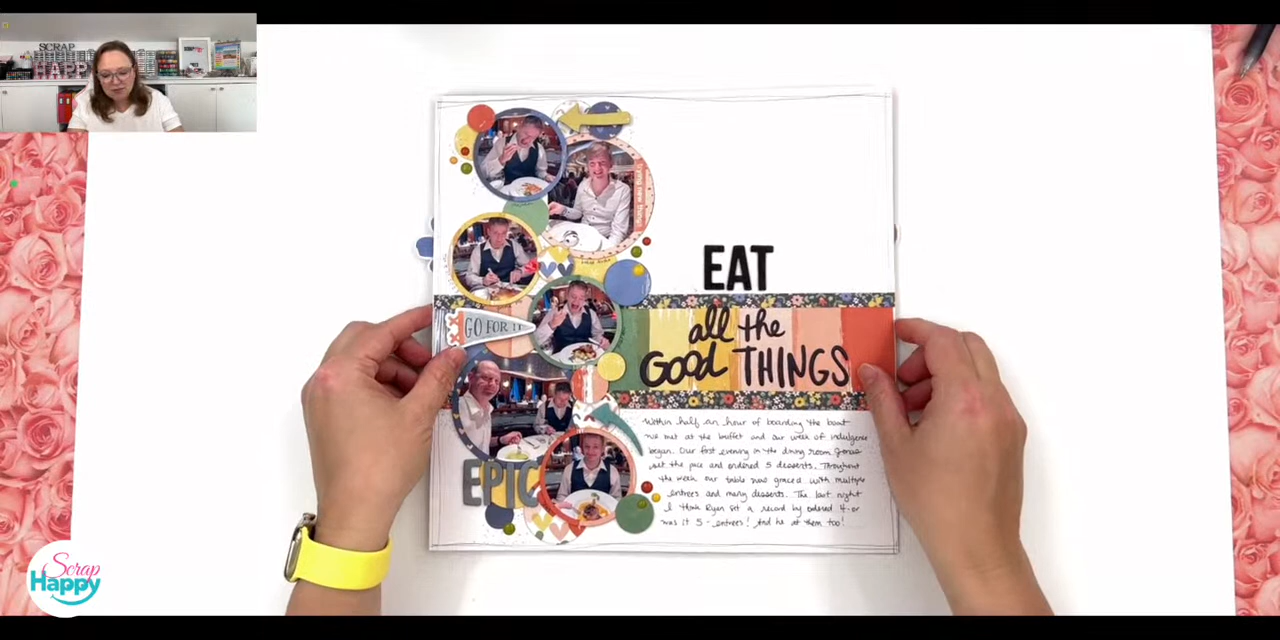 SCRAP
HAPPY
trying new things
GO FOR IT
EAT
all the
GOOD THINGS
EPIC
Within half an hour of boarding the boat
we met at the buffet and our week of indulgence
began. Our first evening in the dining room
set the pace and ordered 5 desserts. Throughout
the week our table was graced with multiple
entrees and many desserts. The last night
I think Ryan set a record by ordered 4-or
was it 5 - entrees! And he at them too!
Scrap
Happy